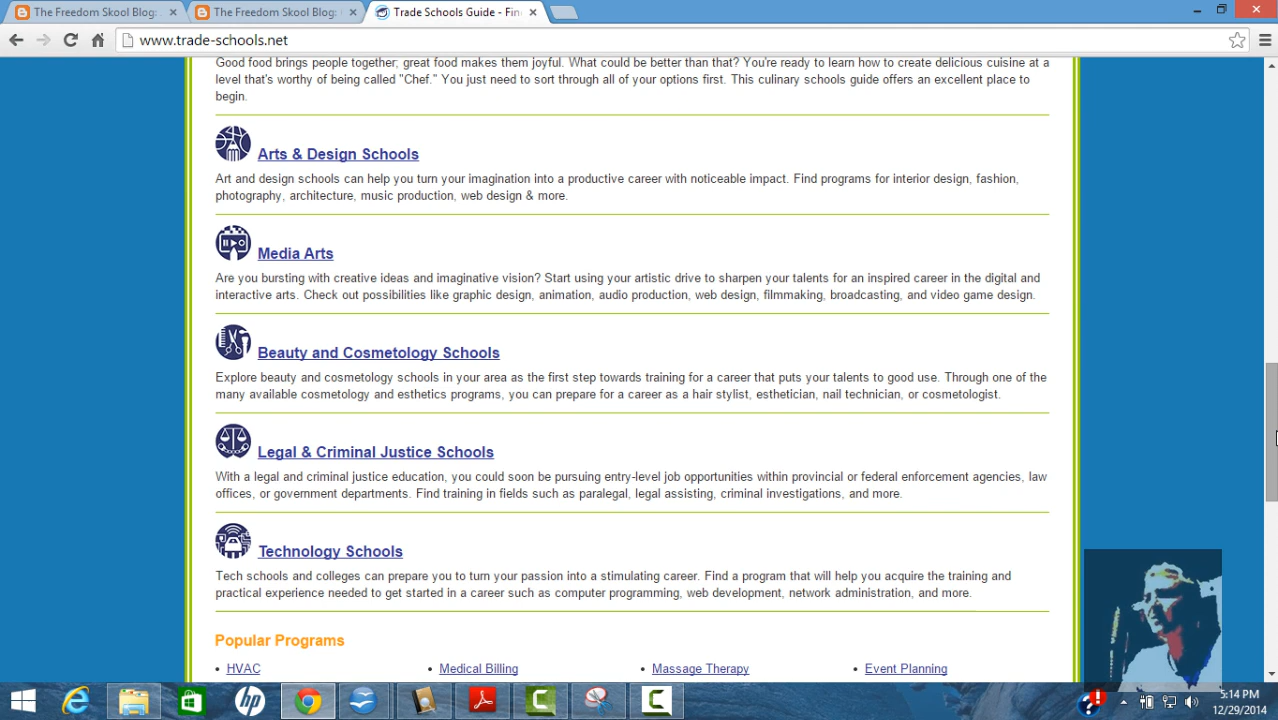 The Freedom Skool Blog:
The Freedom Skool Blog:
Trade Schools Guide - Fin
www.trade-schools.net
Good food brings people together; great food makes them joyful. What could be better than that? You're ready to learn how to create delicious cuisine at a
level that's worthy of being called "Chef." You just need to sort through all of your options first. This culinary schools guide offers an excellent place to
begin.
Arts & Design Schools
Art and design schools can help you turn your imagination into a productive career with noticeable impact. Find programs for interior design, fashion,
photography, architecture, music production, web design & more.
Media Arts
Are you bursting with creative ideas and imaginative vision? Start using your artistic drive to sharpen your talents for an inspired career in the digital and
interactive arts. Check out possibilities like graphic design, animation, audio production, web design, filmmaking, broadcasting, and video game design.
Beauty and Cosmetology Schools
Explore beauty and cosmetology schools in your area as the first step towards training for a career that puts your talents to good use. Through one of the
many available cosmetology and esthetics programs, you can prepare for a career as a hair stylist, esthetician, nail technician, or cosmetologist.
Legal & Criminal Justice Schools
With a legal and criminal justice education, you could soon be pursuing entry-level job opportunities within provincial or federal enforcement agencies, law
offices, or government departments. Find training in fields such as paralegal, legal assisting, criminal investigations, and more.
Technology Schools
Tech schools and colleges can prepare you to turn your passion into a stimulating career. Find a program that will help you acquire the training and
practical experience needed to get started in a career such as computer programming, web development, network administration, and more.
Popular Programs
• HVAC
• Medical Billing
• Massage Therapy
• Event Planning
5:14 PM
12/29/2014